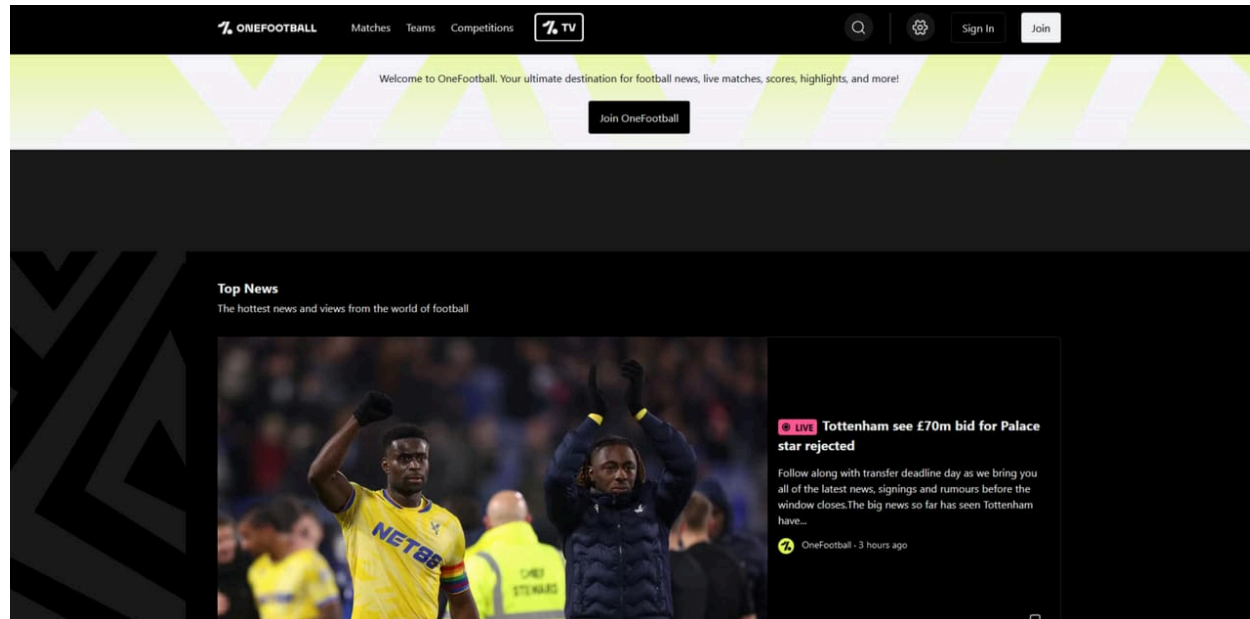 ONEFOOTBALL
Matches Teams Competitions TV
Sign In Join
Welcome to OneFootball. Your ultimate destination for football news, live matches, scores, highlights, and more!
Join OneFootball
Top News
The hottest news and views from the world of football
LIVE Tottenham see £70m bid for Palace
star rejected
Follow along with transfer deadline day as we bring you
all of the latest news, signings and rumours before the
window closes.The big news so far has seen Tottenham
have...
OneFootball - 3 hours ago
NET88
CHIEF
STEWARD